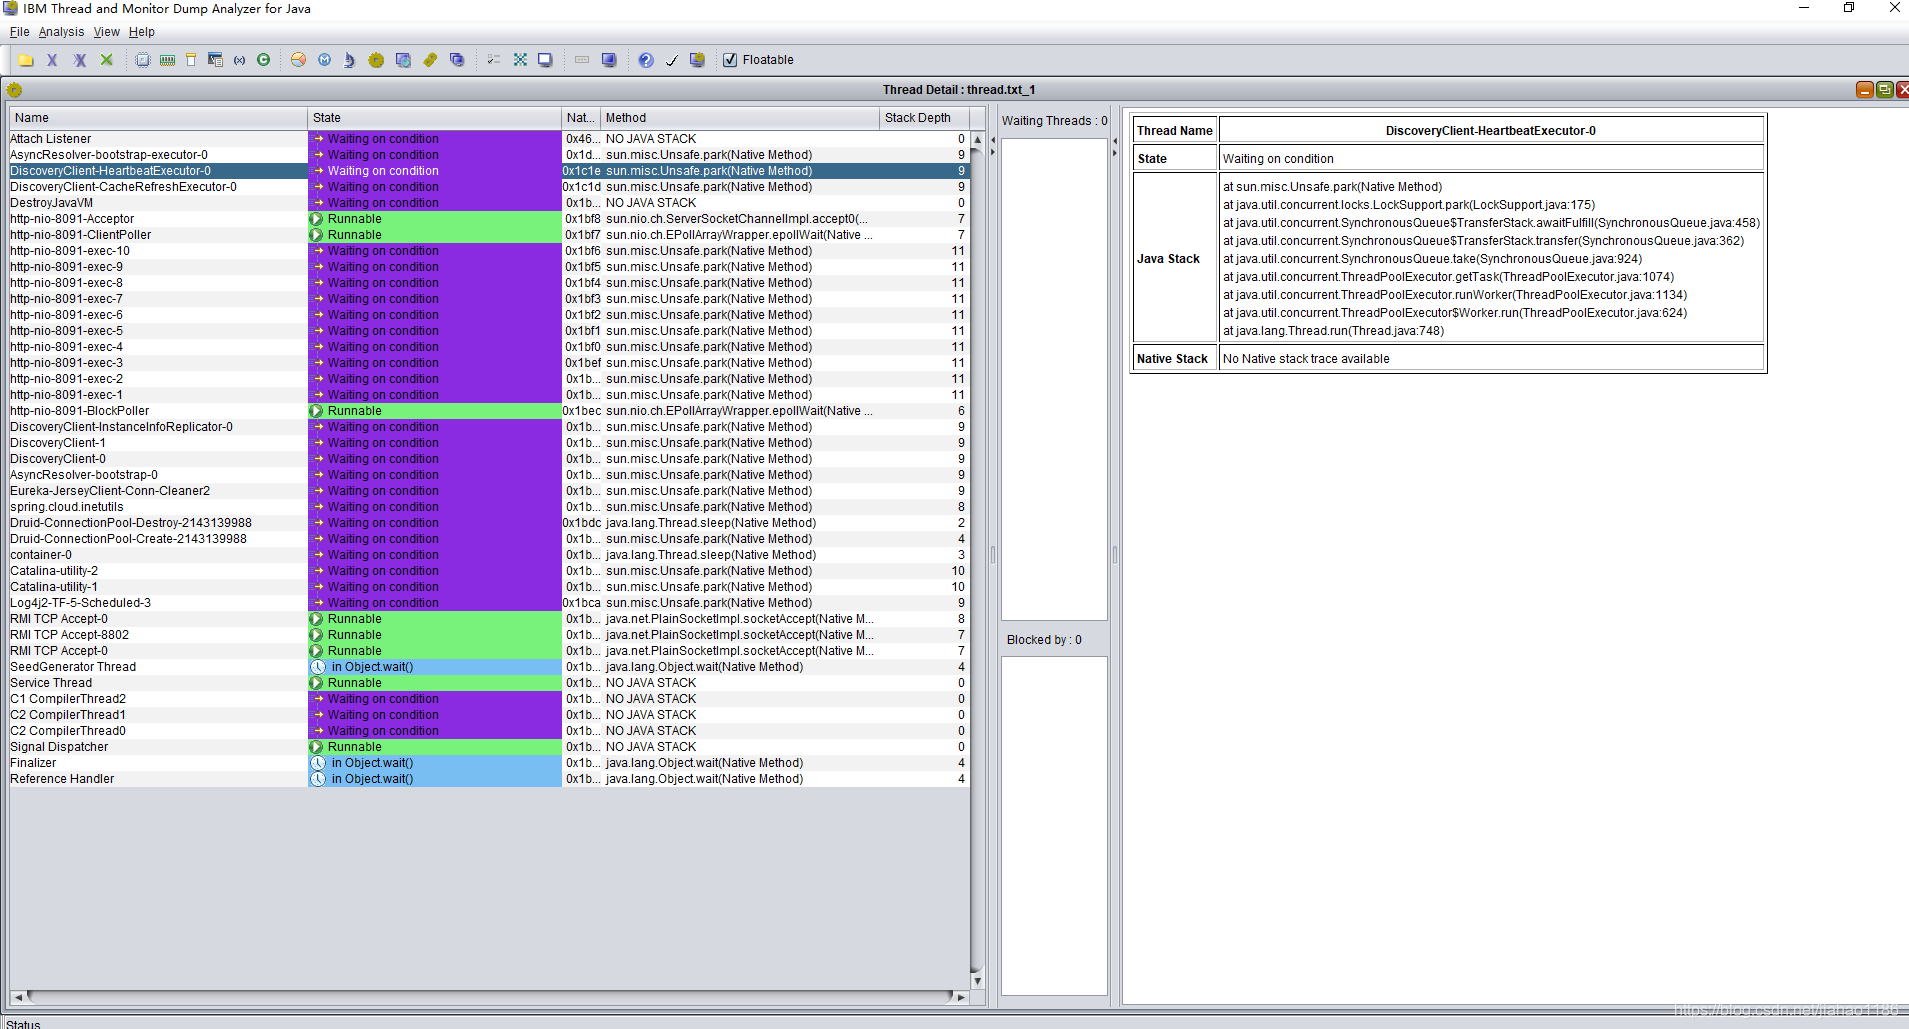 IBM Thread and Monitor Dump Analyzer for Java
File Analysis View Help
Floatable
Thread Detail : thread.txt_1
Name State Nat... Method Stack Depth
Attach Listener Waiting on condition 0x46... NO JAVA STACK 0
AsyncResolver-bootstrap-executor-0 Waiting on condition 0x1d... sun.misc.Unsafe.park(Native Method) 9
DiscoveryClient-HeartbeatExecutor-0 Waiting on condition 0x1c1e sun.misc.Unsafe.park(Native Method) 9
DiscoveryClient-CacheRefreshExecutor-0 Waiting on condition 0x1c1d sun.misc.Unsafe.park(Native Method) 9
DestroyJavaVM Waiting on condition 0x1b... NO JAVA STACK 0
http-nio-8091-Acceptor Runnable 0x1bf8 sun.nio.ch.ServerSocketChannelImpl.accept0(... 7
http-nio-8091-ClientPoller Runnable 0x1bf7 sun.nio.ch.EPollArrayWrapper.epollWait(Native ... 7
http-nio-8091-exec-10 Waiting on condition 0x1bf6 sun.misc.Unsafe.park(Native Method) 11
http-nio-8091-exec-9 Waiting on condition 0x1bf5 sun.misc.Unsafe.park(Native Method) 11
http-nio-8091-exec-8 Waiting on condition 0x1bf4 sun.misc.Unsafe.park(Native Method) 11
http-nio-8091-exec-7 Waiting on condition 0x1bf3 sun.misc.Unsafe.park(Native Method) 11
http-nio-8091-exec-6 Waiting on condition 0x1bf2 sun.misc.Unsafe.park(Native Method) 11
http-nio-8091-exec-5 Waiting on condition 0x1bf1 sun.misc.Unsafe.park(Native Method) 11
http-nio-8091-exec-4 Waiting on condition 0x1bf0 sun.misc.Unsafe.park(Native Method) 11
http-nio-8091-exec-3 Waiting on condition 0x1bef sun.misc.Unsafe.park(Native Method) 11
http-nio-8091-exec-2 Waiting on condition 0x1b... sun.misc.Unsafe.park(Native Method) 11
http-nio-8091-exec-1 Waiting on condition 0x1b... sun.misc.Unsafe.park(Native Method) 11
http-nio-8091-BlockPoller Runnable 0x1bec sun.nio.ch.EPollArrayWrapper.epollWait(Native ... 6
DiscoveryClient-InstanceInfoReplicator-0 Waiting on condition 0x1b... sun.misc.Unsafe.park(Native Method) 9
DiscoveryClient-1 Waiting on condition 0x1b... sun.misc.Unsafe.park(Native Method) 9
DiscoveryClient-0 Waiting on condition 0x1b... sun.misc.Unsafe.park(Native Method) 9
AsyncResolver-bootstrap-0 Waiting on condition 0x1b... sun.misc.Unsafe.park(Native Method) 9
Eureka-JerseyClient-Conn-Cleaner2 Waiting on condition 0x1b... sun.misc.Unsafe.park(Native Method) 9
spring.cloud.inetutils Waiting on condition 0x1b... sun.misc.Unsafe.park(Native Method) 8
Druid-ConnectionPool-Destroy-2143139988 Waiting on condition 0x1bdc java.lang.Thread.sleep(Native Method) 2
Druid-ConnectionPool-Create-2143139988 Waiting on condition 0x1b... sun.misc.Unsafe.park(Native Method) 4
container-0 Waiting on condition 0x1b... java.lang.Thread.sleep(Native Method) 3
Catalina-utility-2 Waiting on condition 0x1b... sun.misc.Unsafe.park(Native Method) 10
Catalina-utility-1 Waiting on condition 0x1b... sun.misc.Unsafe.park(Native Method) 10
Log4j2-TF-5-Scheduled-3 Waiting on condition 0x1bca sun.misc.Unsafe.park(Native Method) 9
RMI TCP Accept-0 Runnable 0x1b... java.net.PlainSocketImpl.socketAccept(Native M... 8
RMI TCP Accept-8802 Runnable 0x1b... java.net.PlainSocketImpl.socketAccept(Native M... 7
RMI TCP Accept-0 Runnable 0x1b... java.net.PlainSocketImpl.socketAccept(Native M... 7
SeedGenerator Thread in Object.wait() 0x1b... java.lang.Object.wait(Native Method) 4
Service Thread Runnable 0x1b... NO JAVA STACK 0
C1 CompilerThread2 Waiting on condition 0x1b... NO JAVA STACK 0
C2 CompilerThread1 Waiting on condition 0x1b... NO JAVA STACK 0
C2 CompilerThread0 Waiting on condition 0x1b... NO JAVA STACK 0
Signal Dispatcher Runnable 0x1b... NO JAVA STACK 0
Finalizer in Object.wait() 0x1b... java.lang.Object.wait(Native Method) 4
Reference Handler in Object.wait() 0x1b... java.lang.Object.wait(Native Method) 4
Waiting Threads : 0
Blocked by : 0
Thread Name DiscoveryClient-HeartbeatExecutor-0
State Waiting on condition
Java Stack
at sun.misc.Unsafe.park(Native Method)
at java.util.concurrent.locks.LockSupport.park(LockSupport.java:175)
at java.util.concurrent.SynchronousQueue$TransferStack.awaitFulfill(SynchronousQueue.java:458)
at java.util.concurrent.SynchronousQueue$TransferStack.transfer(SynchronousQueue.java:362)
at java.util.concurrent.SynchronousQueue.take(SynchronousQueue.java:924)
at java.util.concurrent.ThreadPoolExecutor.getTask(ThreadPoolExecutor.java:1074)
at java.util.concurrent.ThreadPoolExecutor.runWorker(ThreadPoolExecutor.java:1134)
at java.util.concurrent.ThreadPoolExecutor$Worker.run(ThreadPoolExecutor.java:624)
at java.lang.Thread.run(Thread.java:748)
Native Stack No Native stack trace available
https://blog.csdn.net/jiahao1186
Status